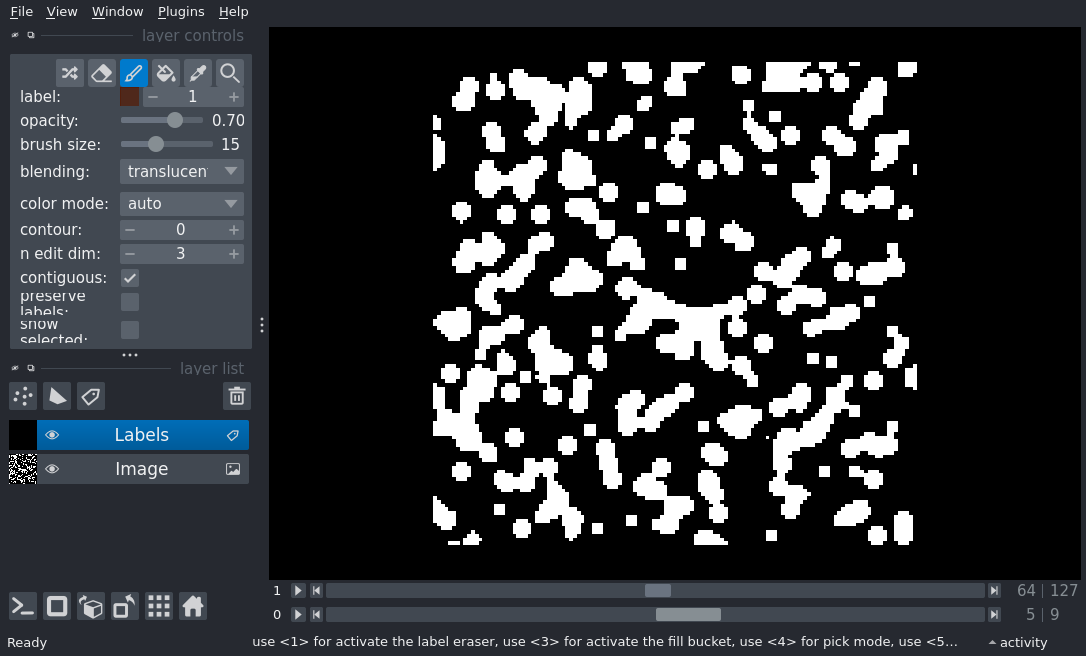 File View Window Plugins Help
layer controls
label: 1
opacity: 0.70
brush size: 15
blending: translucen
color mode: auto
contour: 0
n edit dim: 3
contiguous:
preserve
labels:
show
selected:
layer list
Labels
Image
1 64 127
0 5 9
Ready use <1> for activate the label eraser, use <3> for activate the fill bucket, use <4> for pick mode, use <5... activity